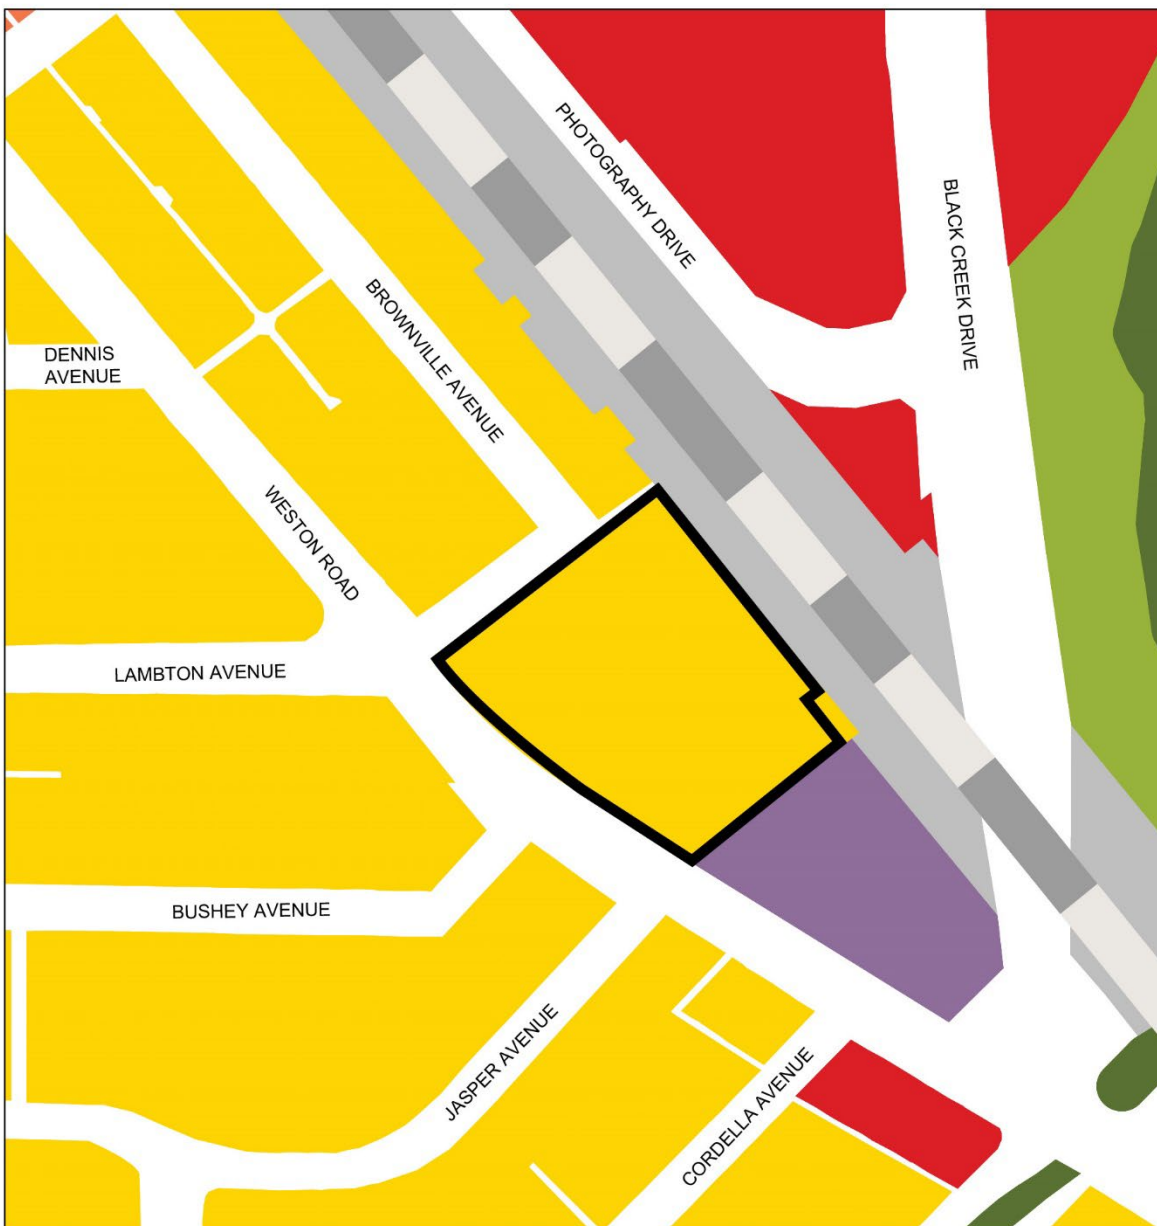 PHOTOGRAPHY DRIVE
BLACK CREEK DRIVE
BROWNVILLE AVENUE
DENNIS
AVENUE
WESTON ROAD
LAMBTON AVENUE
BUSHEY AVENUE
JASPER AVENUE
CORDELLA AVENUE